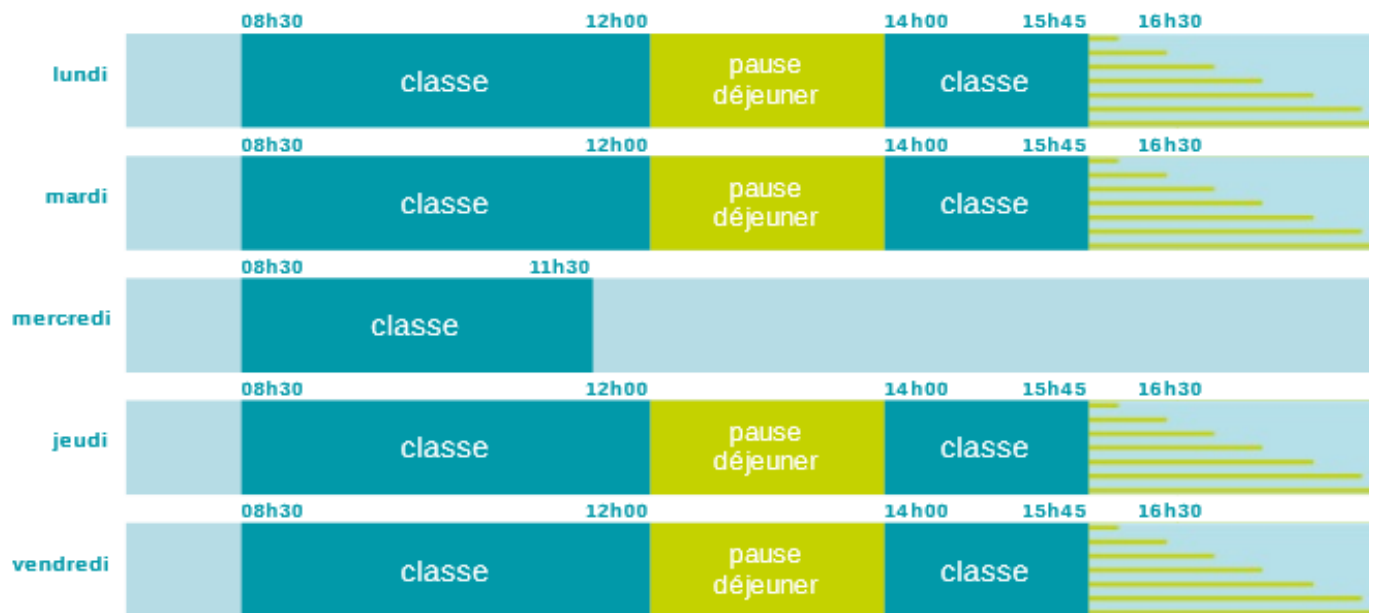 08h30 12h00 14h00 15h45 16h30
lundi classe pause déjeuner classe
08h30 12h00 14h00 15h45 16h30
mardi classe pause déjeuner classe
08h30 11h30
mercredi classe
08h30 12h00 14h00 15h45 16h30
jeudi classe pause déjeuner classe
08h30 12h00 14h00 15h45 16h30
vendredi classe pause déjeuner classe